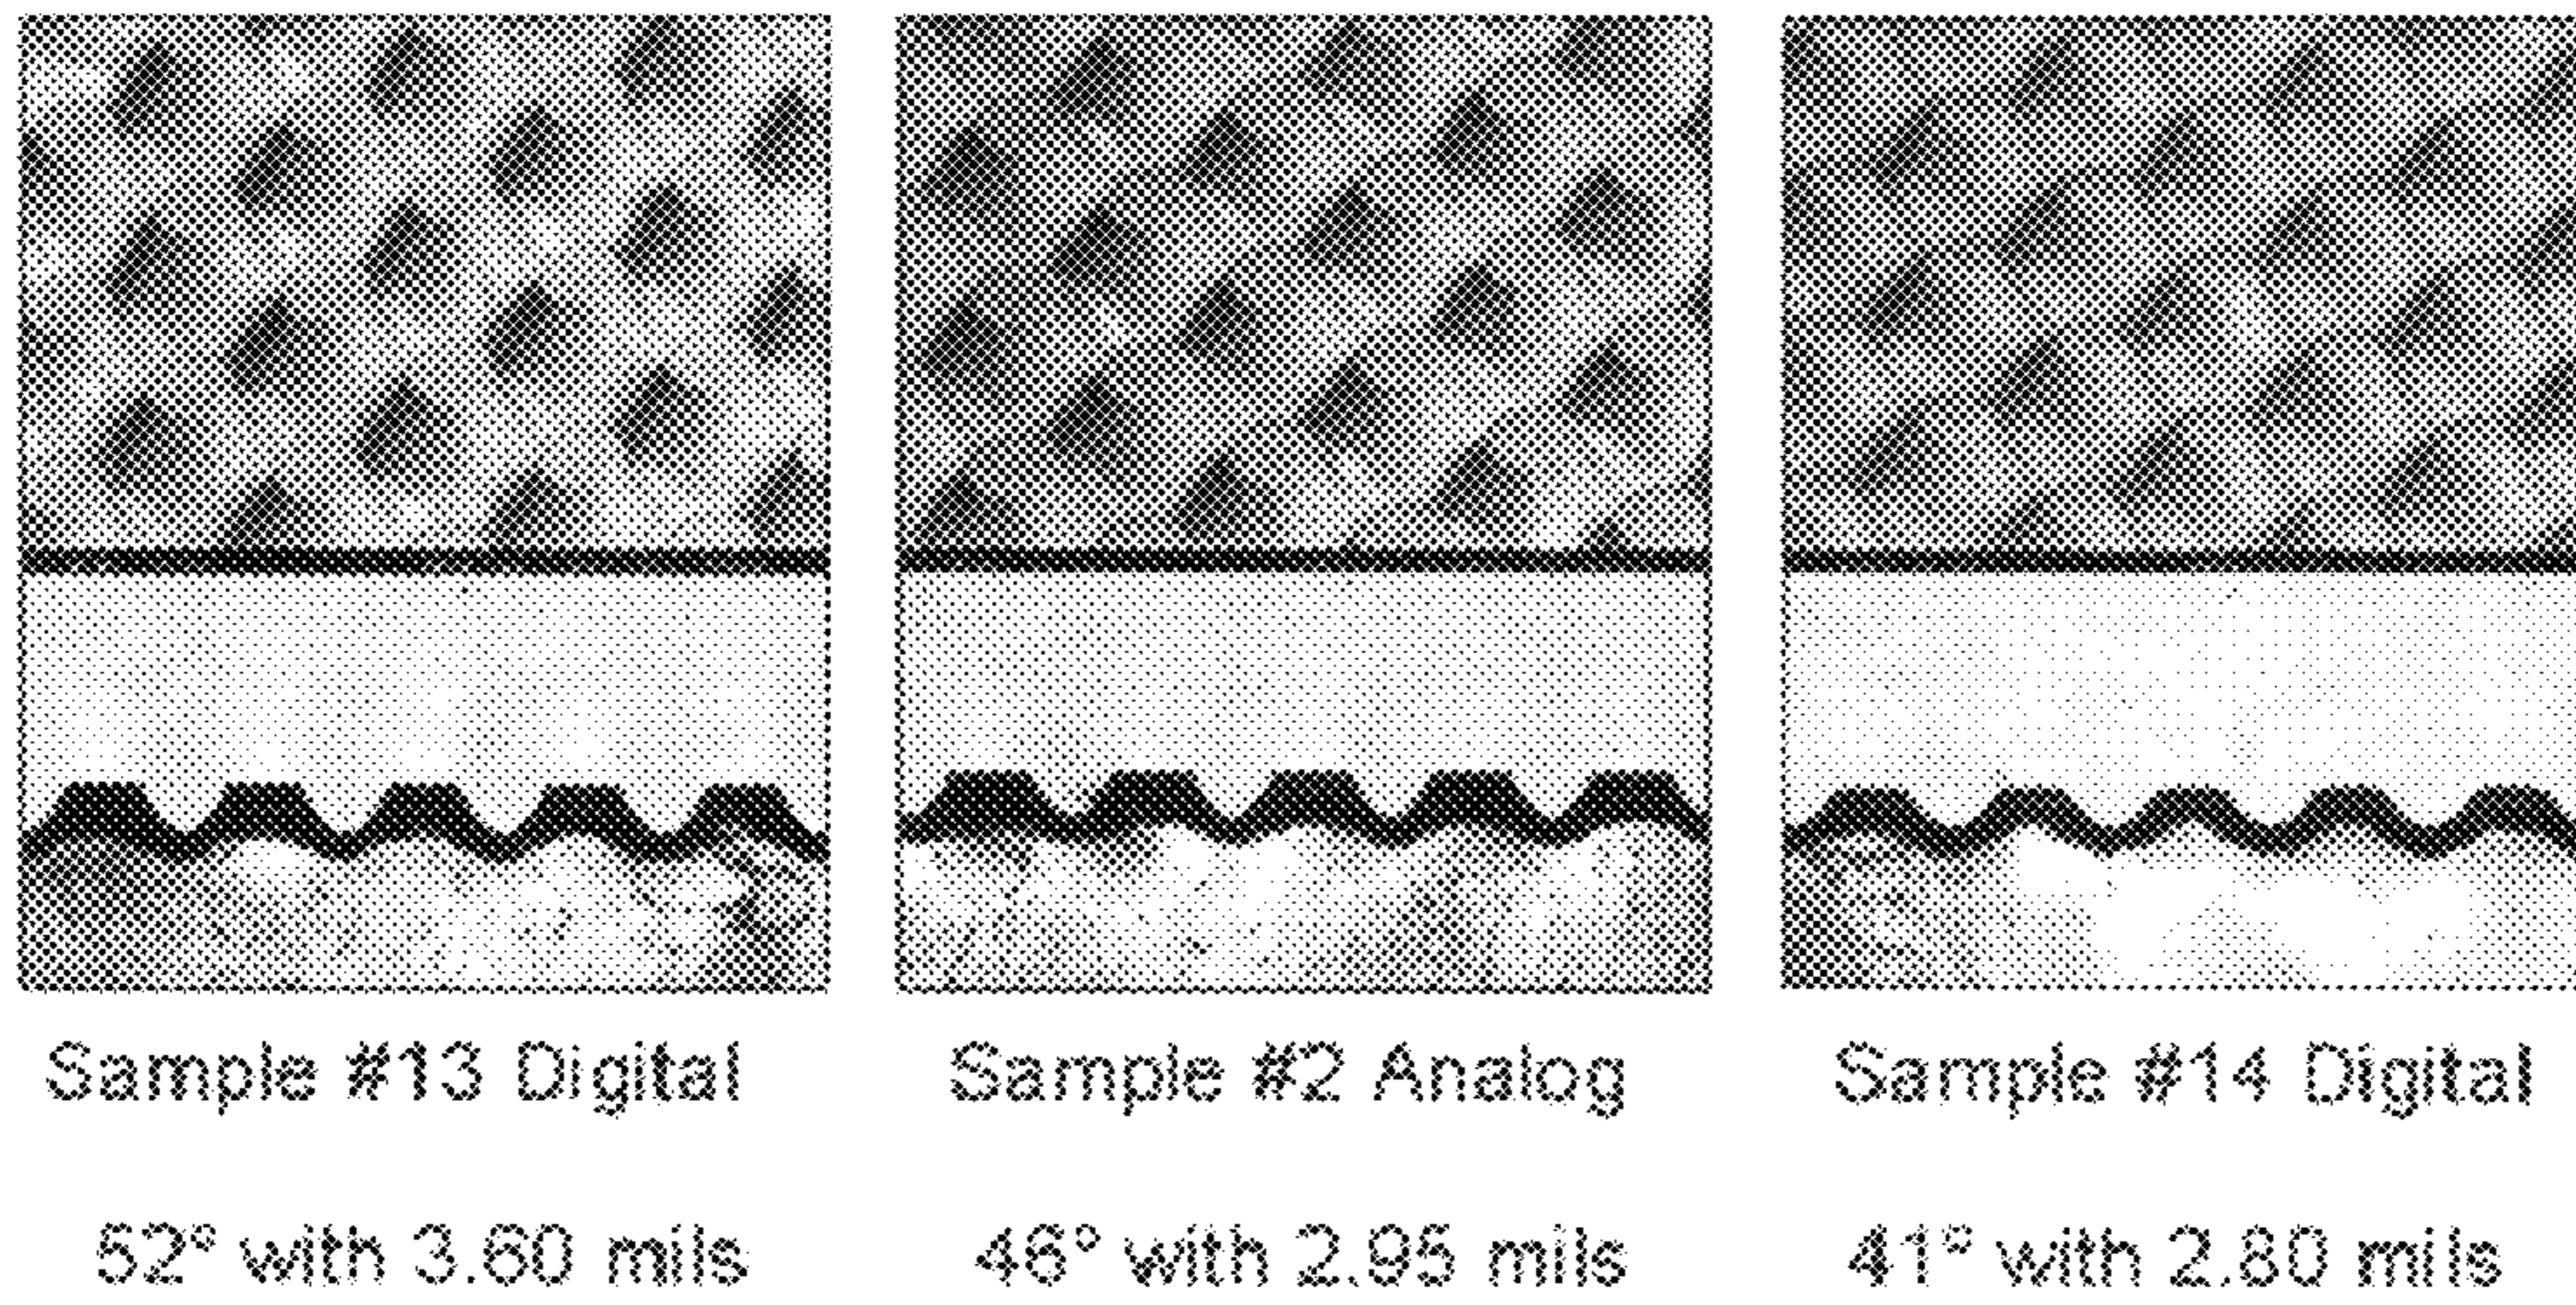 Sample #13 Digital
52° with 3.60 mils
Sample #2 Analog
46° with 2.95 mils
Sample #14 Digital
41° with 2.80 mils